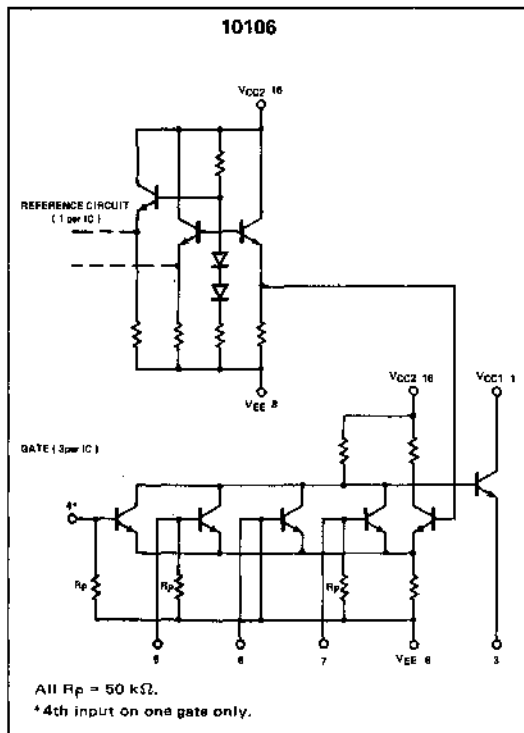 10106
VCC2 16
REFERENCE CIRCUIT
( 1 per IC )
VEE 8
VCC2 16
VCC1 1
GATE ( 3 per IC )
4*
Rp
Rp
Rp
5
6
7
VEE 8
3
All Rp = 50 kΩ.
*4th input on one gate only.